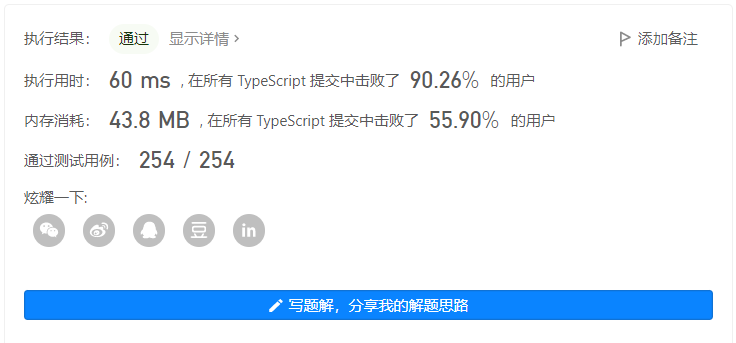 执行结果： 通过 显示详情 › 添加备注
执行用时： 60 ms , 在所有 TypeScript 提交中击败了 90.26% 的用户
内存消耗： 43.8 MB , 在所有 TypeScript 提交中击败了 55.90% 的用户
通过测试用例： 254 / 254
炫耀一下:
豆 in
写题解，分享我的解题思路